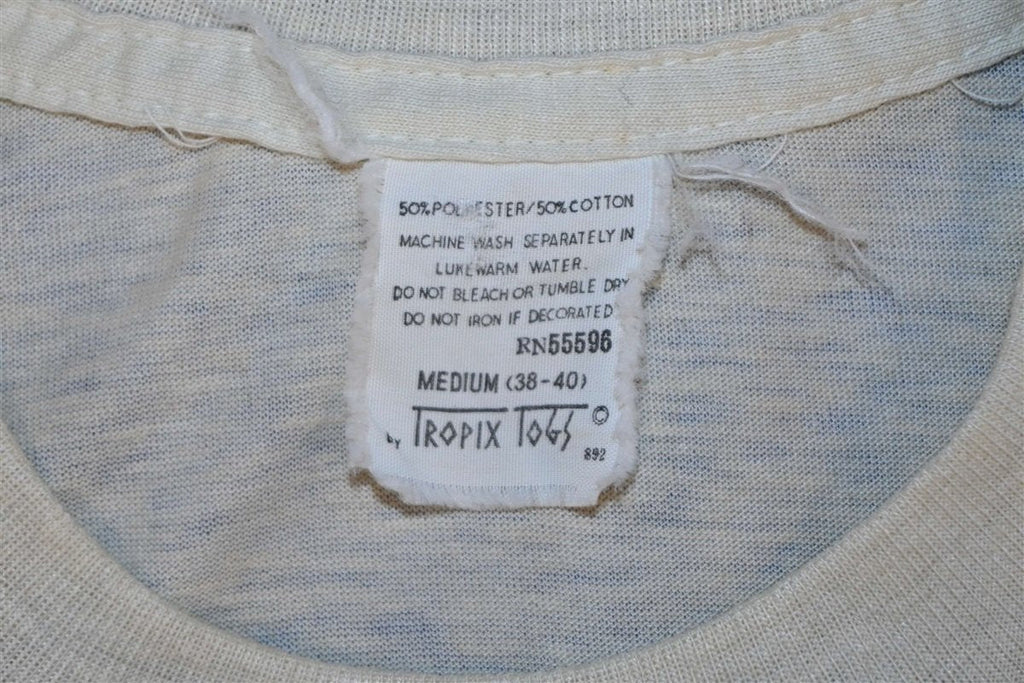 50% POLYESTER/50% COTTON
MACHINE WASH SEPARATELY IN
LUKEWARM WATER.
DO NOT BLEACH OR TUMBLE DRY
DO NOT IRON IF DECORATED
RN55596
MEDIUM (38-40)
by TROPIX TOGS ©
892